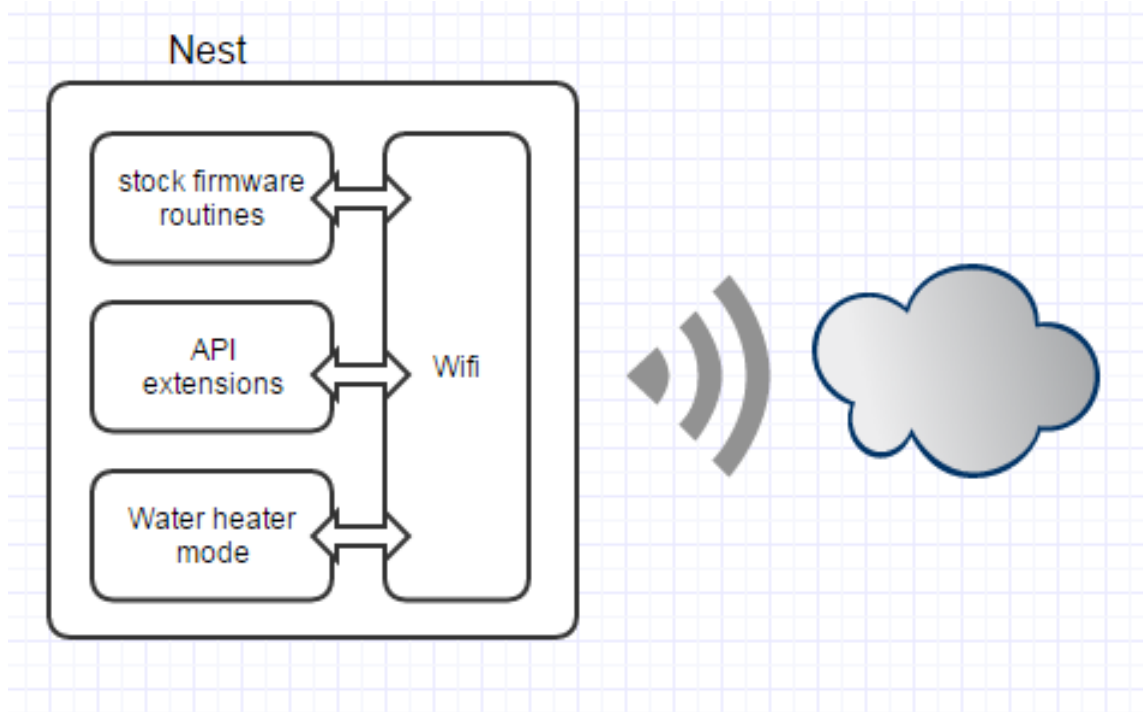 Nest
stock firmware
routines
API
extensions
Wifi
Water heater
mode